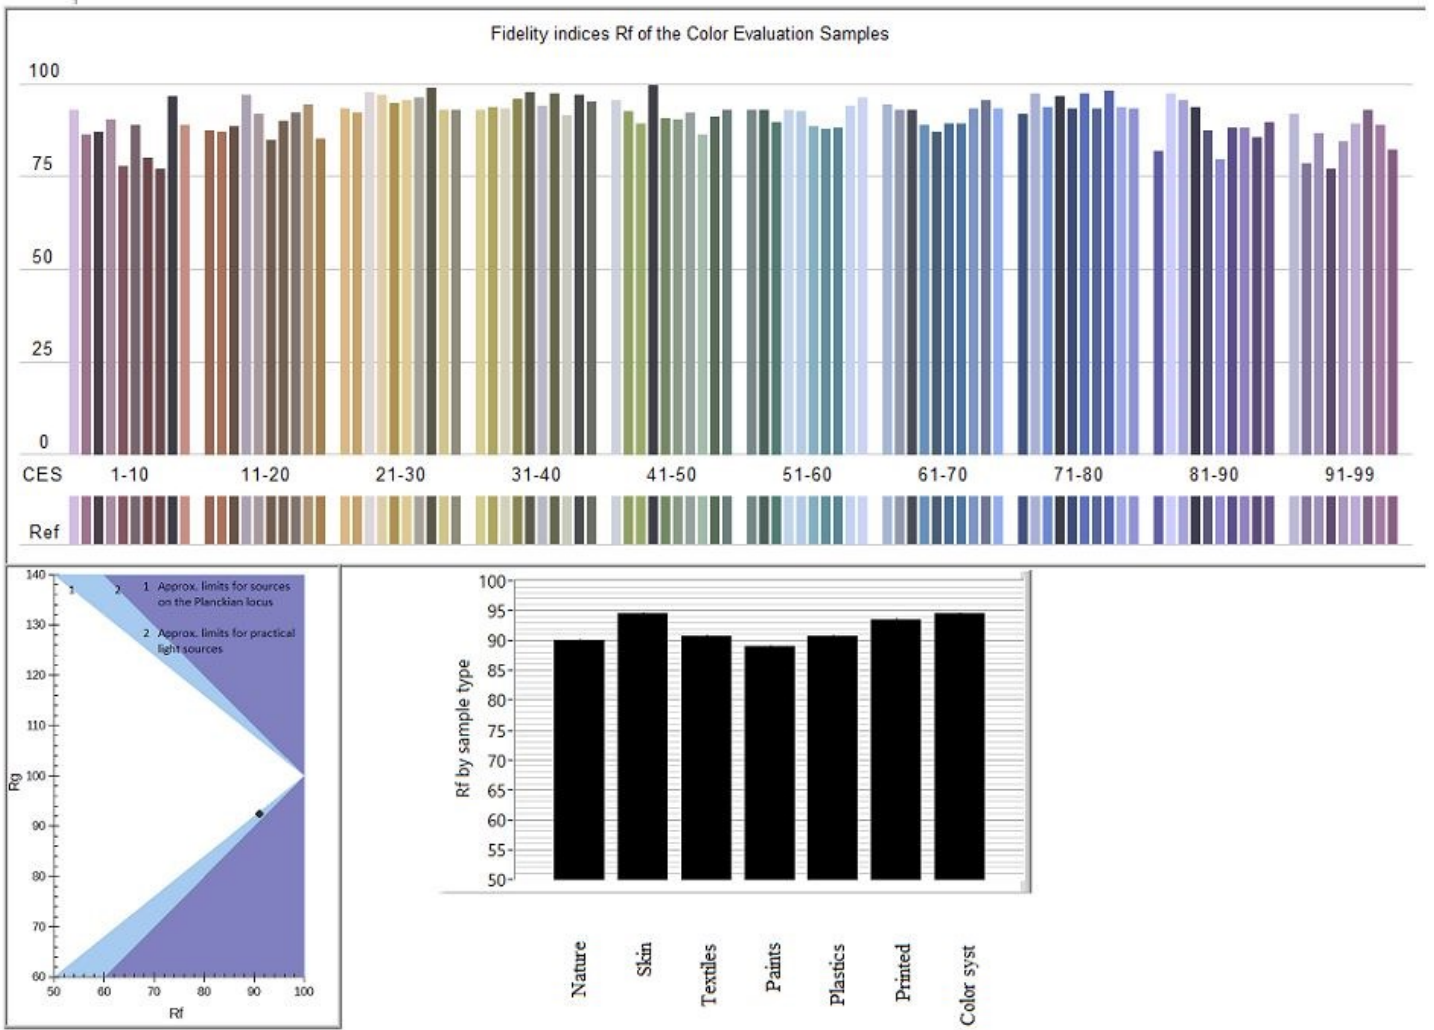 Fidelity indices Rf of the Color Evaluation Samples
100
75
50
25
0
CES 1-10 11-20 21-30 31-40 41-50 51-60 61-70 71-80 81-90 91-99
Ref
140
130
120
110
100
90
80
70
60
Rg
50 60 70 80 90 100
Rf
1 2
1 Approx. limits for sources
on the Planckian locus
2 Approx. limits for practical
light sources
Rf by sample type
100
95
90
85
80
75
70
65
60
55
50
Nature
Skin
Textiles
Paints
Plastics
Printed
Color syst